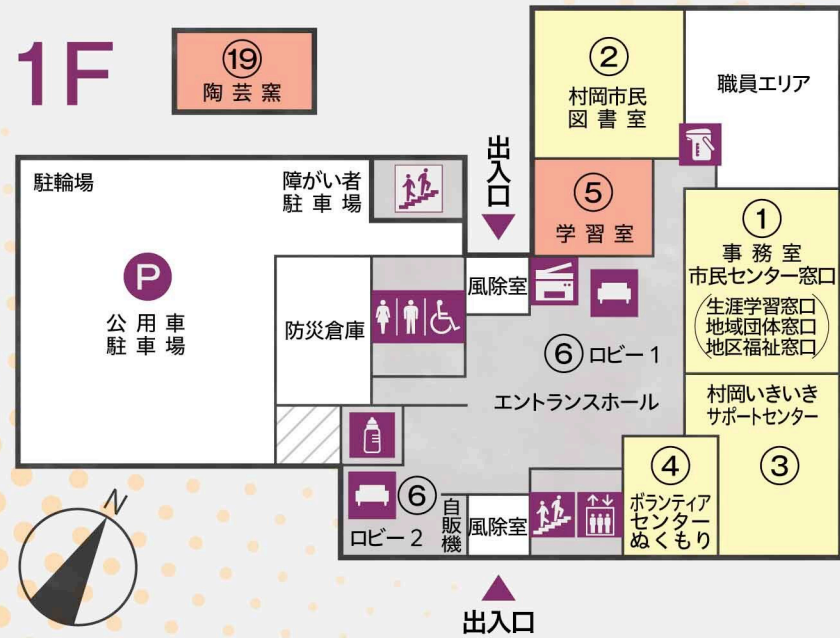 1F
⑲
陶芸窯
②
村岡市民
図書室
職員エリア
駐輪場
障がい者
駐車場
出入口
⑤
学習室
①
事務室
市民センター窓口
(生涯学習窓口
地域団体窓口
地区福祉窓口)
P
公用車
駐車場
防災倉庫
風除室
⑥ ロビー1
エントランスホール
村岡いきいき
サポートセンター
③
④
ボランティア
センター
ぬくもり
⑥
ロビー2
自販機
風除室
出入口
N